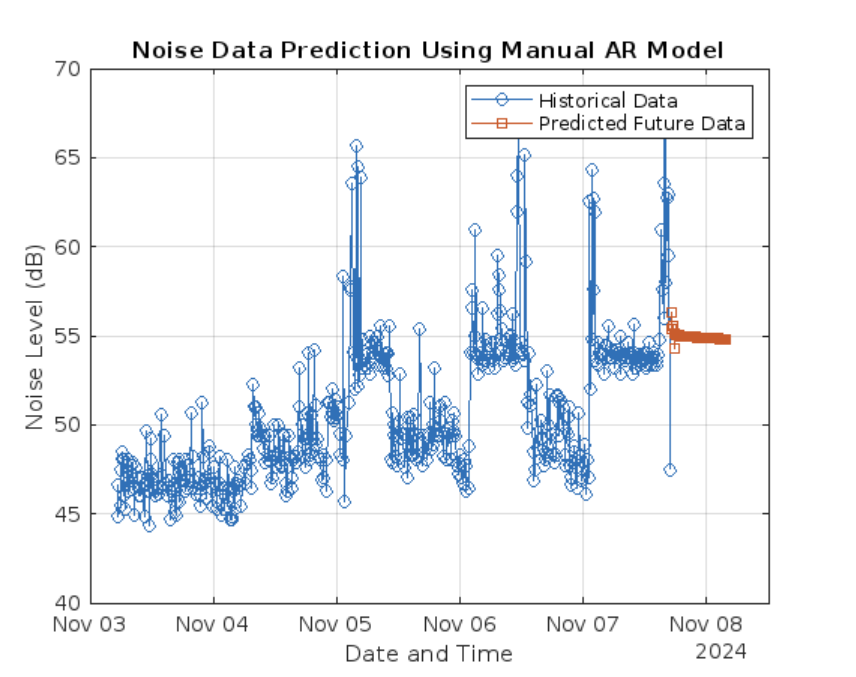 Noise Data Prediction Using Manual AR Model
70
65
60
55
50
45
40
Noise Level (dB)
Historical Data
Predicted Future Data
Nov 03 Nov 04 Nov 05 Nov 06 Nov 07 Nov 08
2024
Date and Time